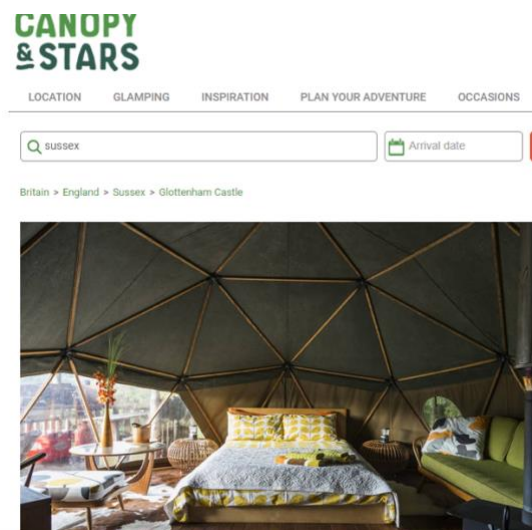 CANOPY
& STARS
LOCATION GLAMPING INSPIRATION PLAN YOUR ADVENTURE OCCASIONS
sussex Arrival date
Britain > England > Sussex > Glottenham Castle